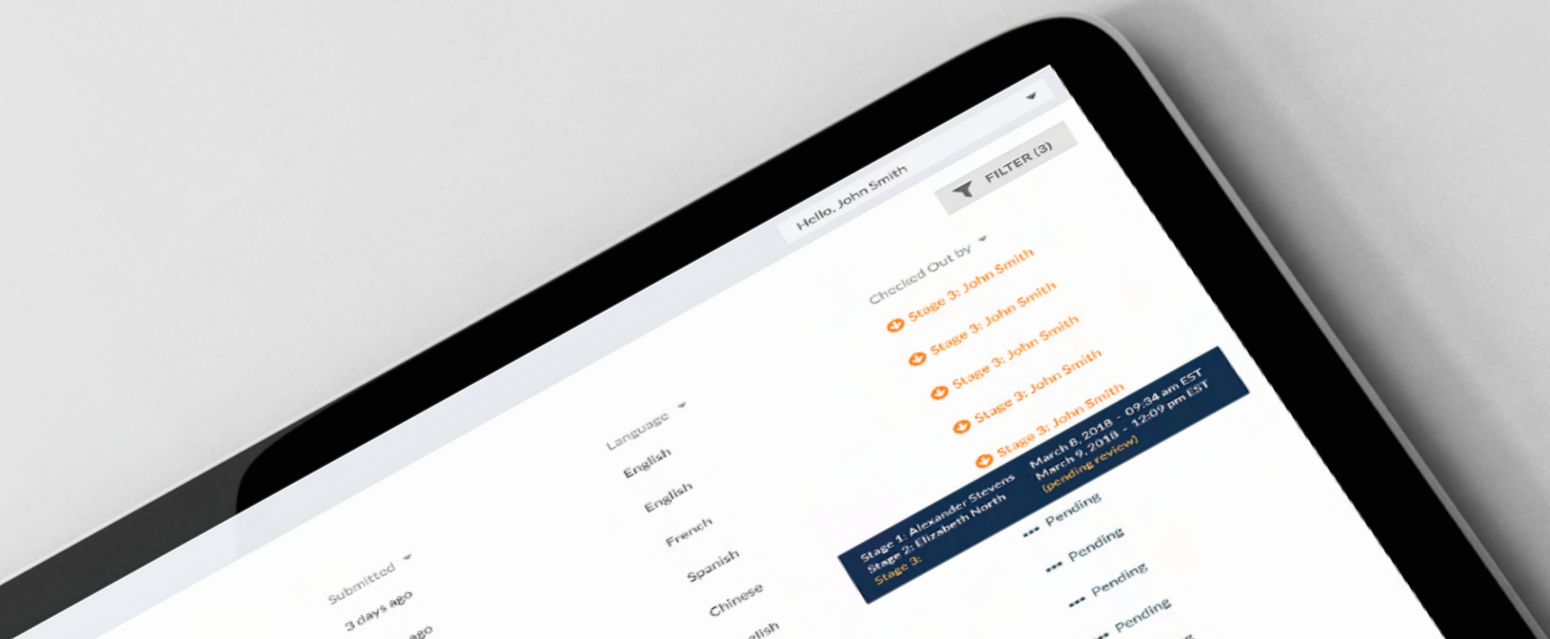 Hello, John Smith
FILTER (3)
Checked Out by
Stage 3: John Smith
Stage 3: John Smith
Stage 3: John Smith
Stage 3: John Smith
Stage 3: John Smith
Stage 1: Alexander Stevens March 8, 2018 - 09:34 am EST
Stage 2: Elizabeth North March 9, 2018 - 12:09 pm EST
Stage 3: (pending review)
Pending
Pending
Pending
Pending
Language
English
English
French
Spanish
Chinese
Submitted
3 days ago
ago